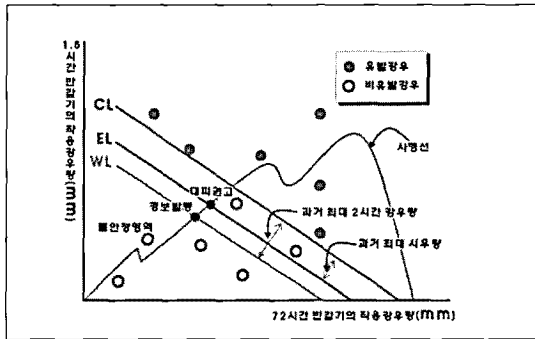 1.5
시간 반감기의 작용강우량(mm)
CL
EL
WL
유발강우
비유발강우
사행선
대피권고
경보발령
불안정영역
과거 최대 2시간 강우량
과거 최대 시우량
72시간 반감기의 작용강우량(mm)